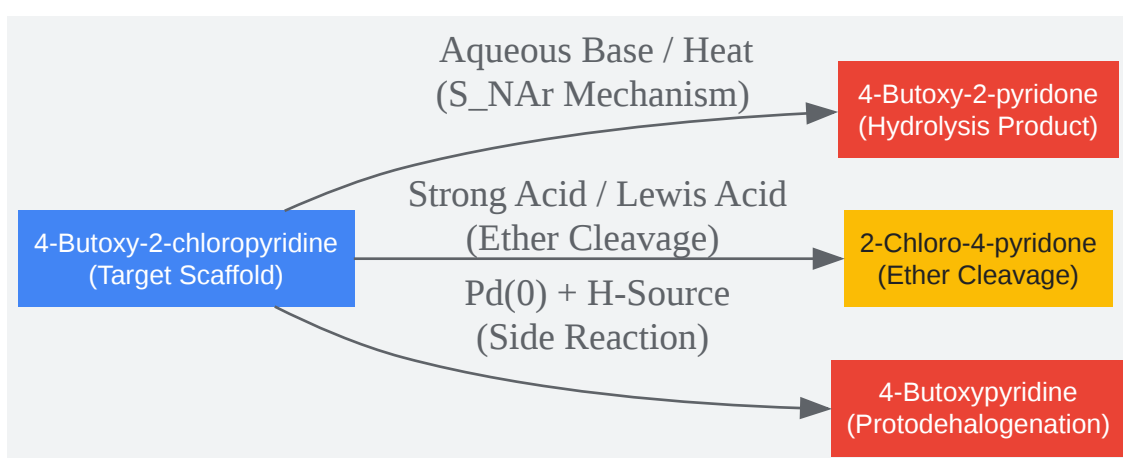 Aqueous Base / Heat
(S_NAr Mechanism)
4-Butoxy-2-pyridone
(Hydrolysis Product)
4-Butoxy-2-chloropyridine
(Target Scaffold)
Strong Acid / Lewis Acid
(Ether Cleavage)
2-Chloro-4-pyridone
(Ether Cleavage)
Pd(0) + H-Source
(Side Reaction)
4-Butoxypyridine
(Protodehalogenation)